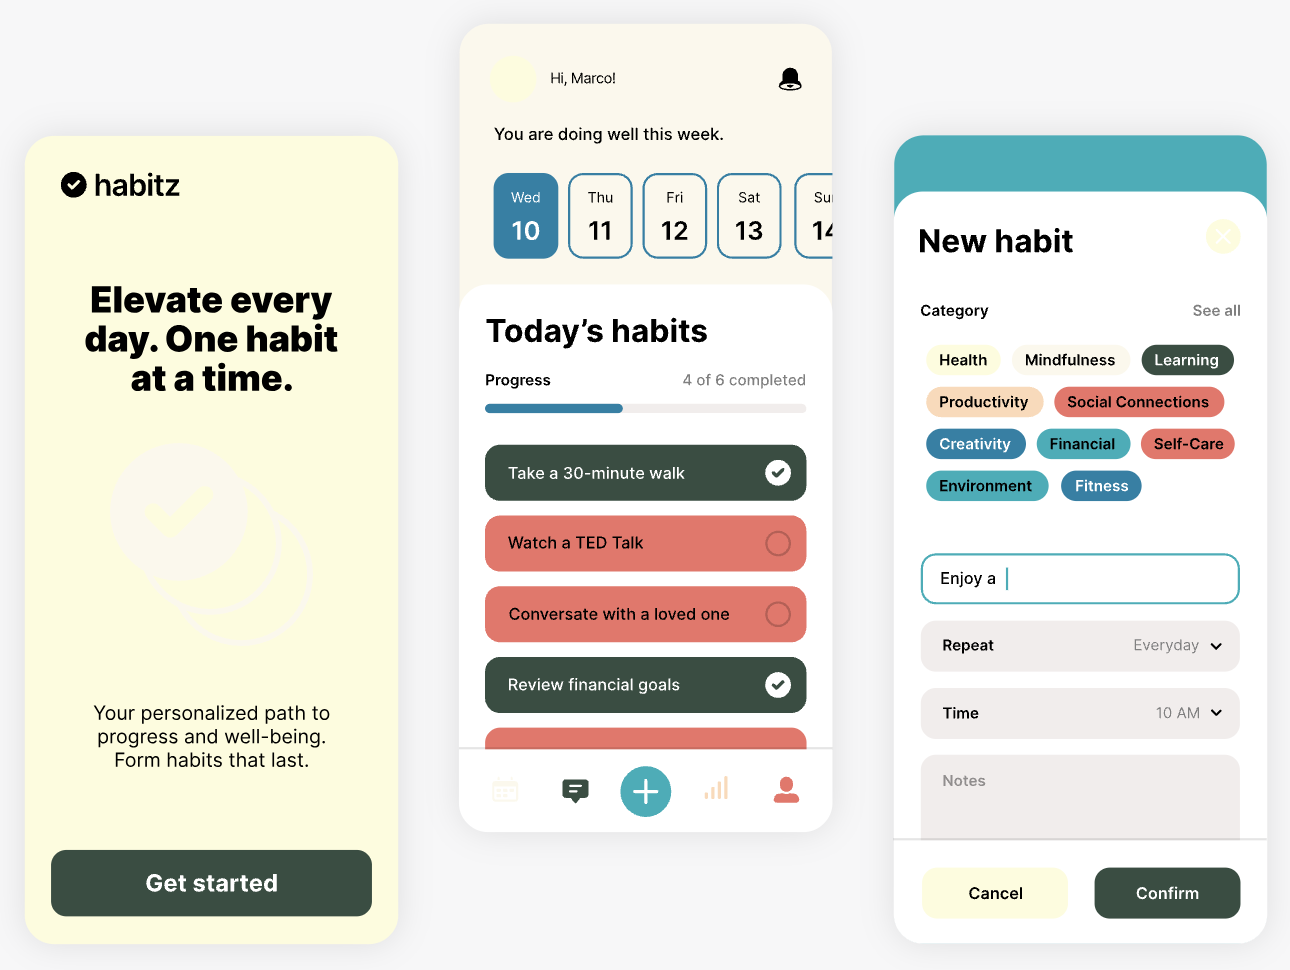 habitz
Elevate every
day. One habit
at a time.
Your personalized path to
progress and well-being.
Form habits that last.
Get started
Hi, Marco!
You are doing well this week.
Wed Thu Fri Sat Sun
10 11 12 13 14
Today's habits
Progress 4 of 6 completed
Take a 30-minute walk
Watch a TED Talk
Conversate with a loved one
Review financial goals
New habit
Category See all
Health Mindfulness Learning
Productivity Social Connections
Creativity Financial Self-Care
Environment Fitness
Enjoy a
Repeat Everyday
Time 10 AM
Notes
Cancel Confirm